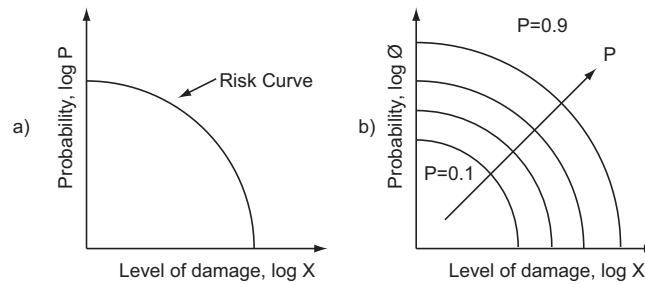 a)
Probability, log P
Risk Curve
Level of damage, log X
b)
Probability, log Ø
P=0.9
P
P=0.1
Level of damage, log X